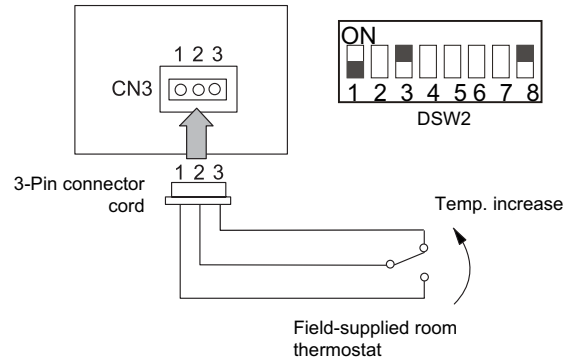 1 2 3
CN3
ON
1 2 3 4 5 6 7 8
DSW2
1 2 3
3-Pin connector
cord
Temp. increase
Field-supplied room
thermostat